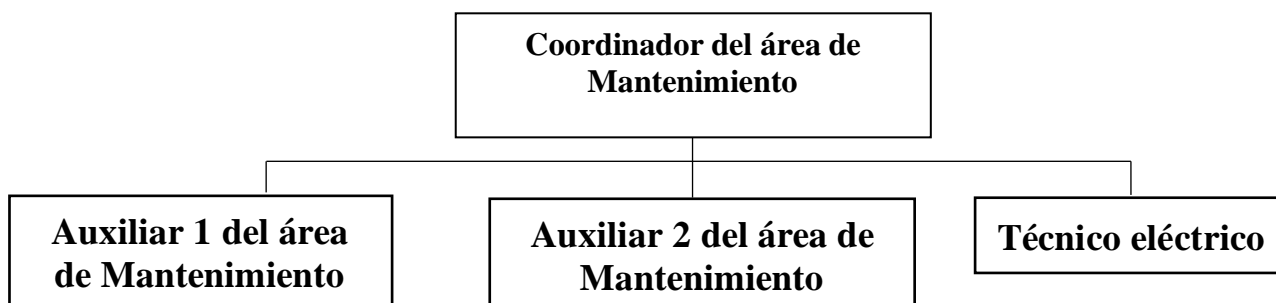 Coordinador del área de
Mantenimiento
Auxiliar 1 del área
de Mantenimiento
Auxiliar 2 del área de
Mantenimiento
Técnico eléctrico